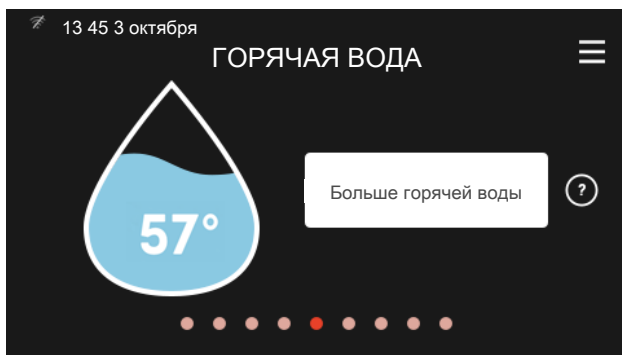 13 45 3 октября
ГОРЯЧАЯ ВОДА
Больше горячей воды
?
57°